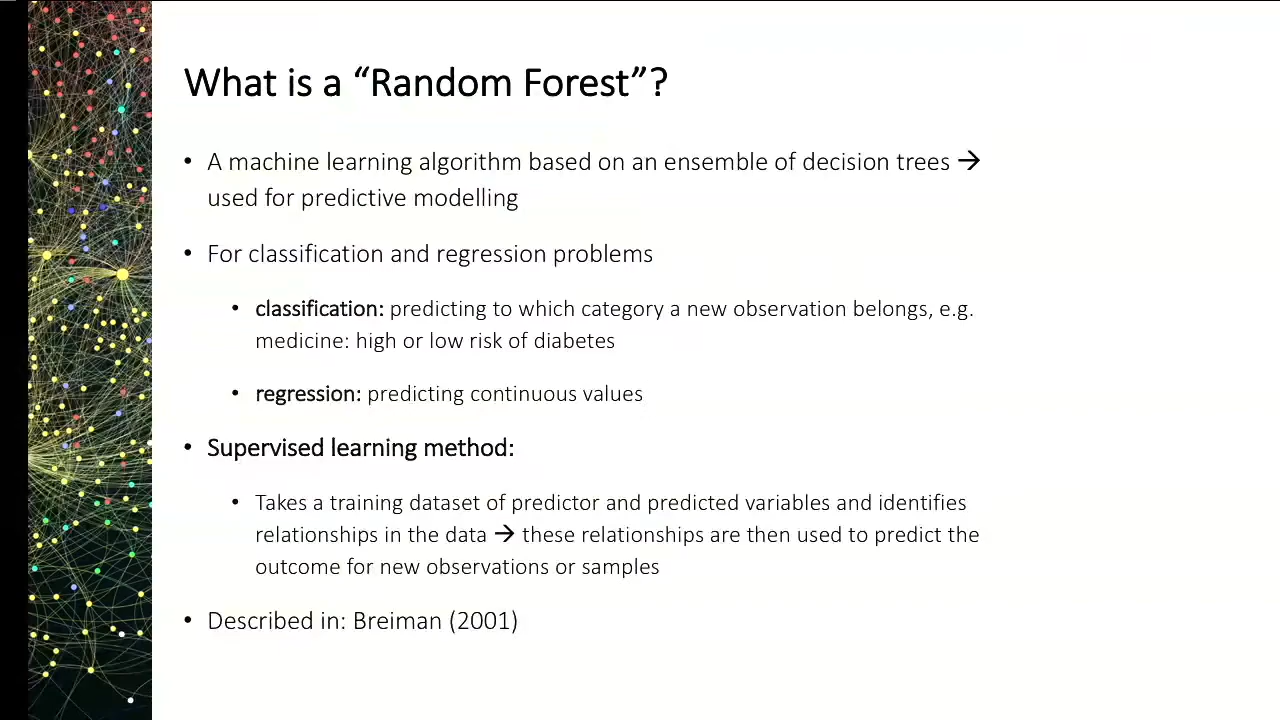 What is a “Random Forest”?
• A machine learning algorithm based on an ensemble of decision trees →
used for predictive modelling
• For classification and regression problems
• classification: predicting to which category a new observation belongs, e.g.
medicine: high or low risk of diabetes
• regression: predicting continuous values
• Supervised learning method:
• Takes a training dataset of predictor and predicted variables and identifies
relationships in the data → these relationships are then used to predict the
outcome for new observations or samples
• Described in: Breiman (2001)